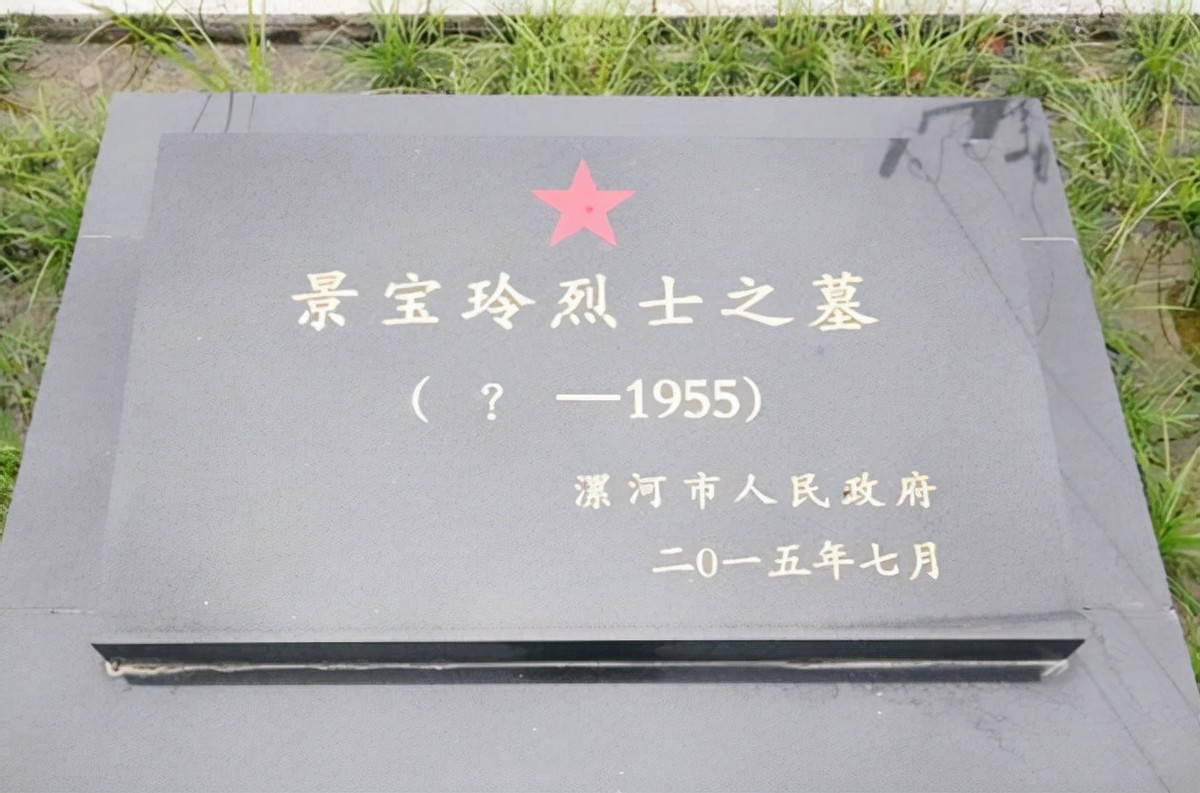 景宝玲烈士之墓
（ ？ —1955）
漯河市人民政府
二0一五年七月